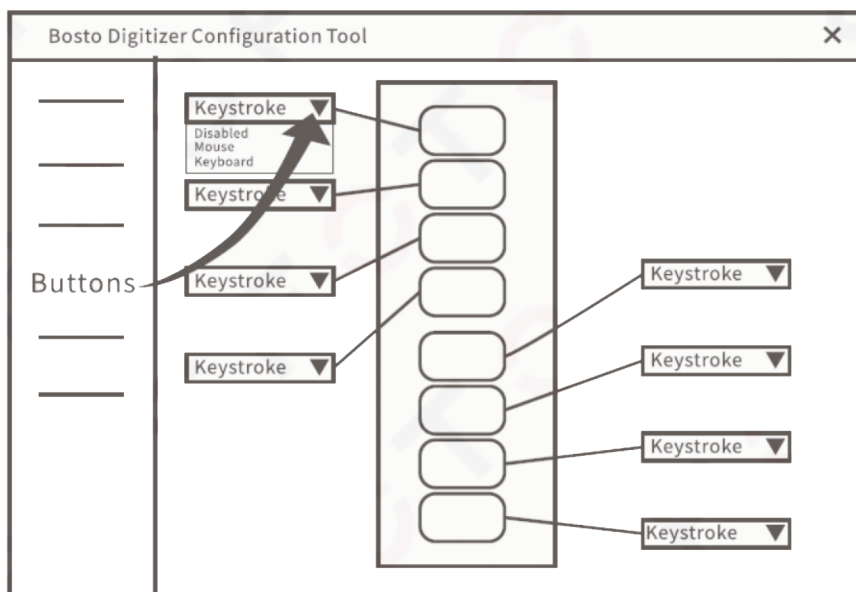 Bosto Digitizer Configuration Tool
Keystroke
Disabled
Mouse
Keyboard
Keystroke
Buttons
Keystroke
Keystroke
Keystroke
Keystroke
Keystroke
Keystroke